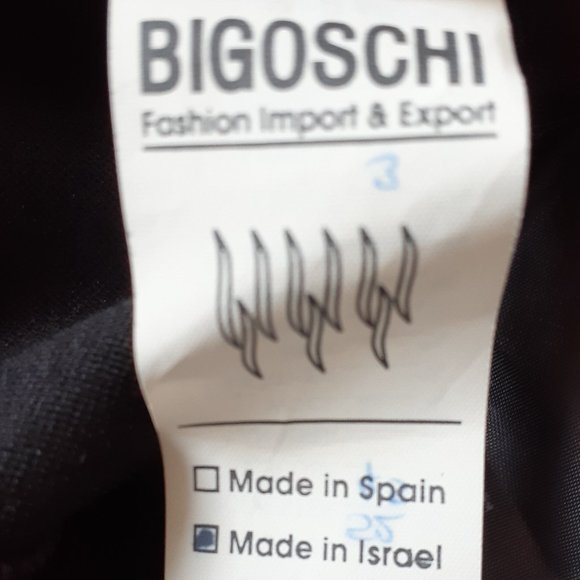 BIGOSCHI
Fashion Import & Export
3
Made in Spain
Made in Israel